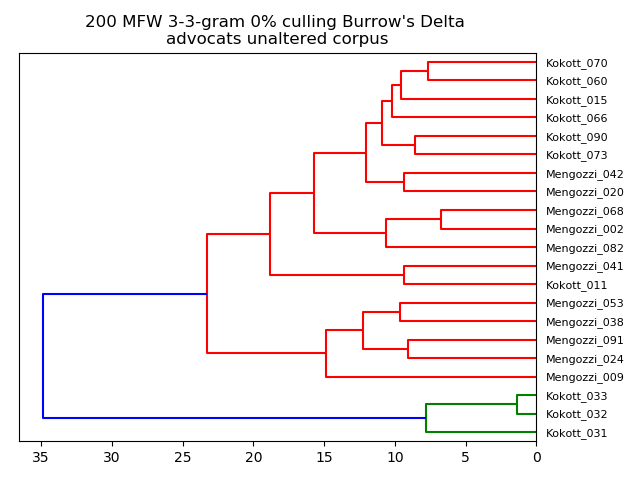 200 MFW 3-3-gram 0% culling Burrow's Delta
advocats unaltered corpus
Kokott_070
Kokott_060
Kokott_015
Kokott_066
Kokott_090
Kokott_073
Mengozzi_042
Mengozzi_020
Mengozzi_068
Mengozzi_002
Mengozzi_082
Mengozzi_041
Kokott_011
Mengozzi_053
Mengozzi_038
Mengozzi_091
Mengozzi_024
Mengozzi_009
Kokott_033
Kokott_032
Kokott_031
35 30 25 20 15 10 5 0